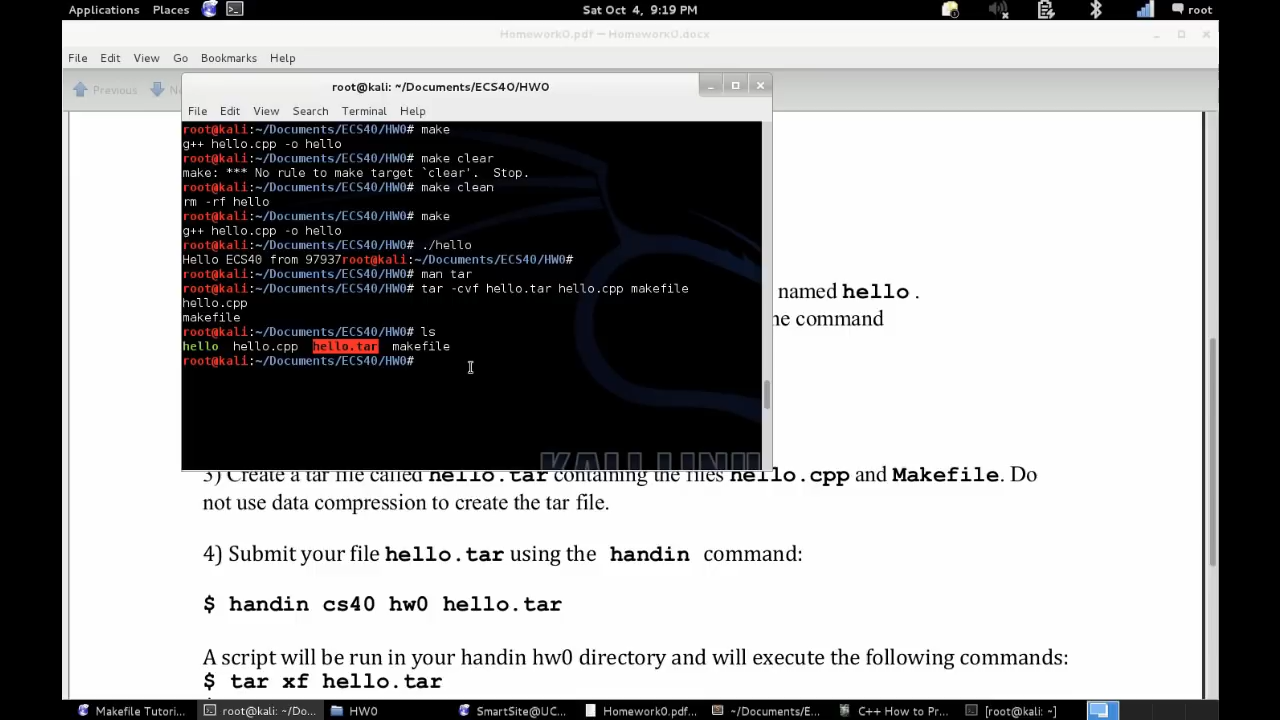 Applications Places Sat Oct 4, 9:19 PM root
Homework0.pdf — Homework0.docx
File Edit View Go Bookmarks Help
Previous
root@kali: ~/Documents/ECS40/HW0
File Edit View Search Terminal Help
root@kali:~/Documents/ECS40/HW0# make
g++ hello.cpp -o hello
root@kali:~/Documents/ECS40/HW0# make clear
make: *** No rule to make target `clear'.  Stop.
root@kali:~/Documents/ECS40/HW0# make clean
rm -rf hello
root@kali:~/Documents/ECS40/HW0# make
g++ hello.cpp -o hello
root@kali:~/Documents/ECS40/HW0# ./hello
Hello ECS40 from 97937root@kali:~/Documents/ECS40/HW0#
root@kali:~/Documents/ECS40/HW0# man tar
root@kali:~/Documents/ECS40/HW0# tar -cvf hello.tar hello.cpp makefile
hello.cpp
makefile
root@kali:~/Documents/ECS40/HW0# ls
hello hello.cpp hello.tar makefile
root@kali:~/Documents/ECS40/HW0#
named hello .
he command
3) Create a tar file called hello.tar containing the files hello.cpp and Makefile. Do
not use data compression to create the tar file.
4) Submit your file hello.tar using the handin command:
$ handin cs40 hw0 hello.tar
A script will be run in your handin hw0 directory and will execute the following commands:
$ tar xf hello.tar
Makefile Tutori... root@kali: ~/Do... HW0 SmartSite@UC... Homework0.pdf... ~/Documents/E... C++ How to Pr... [root@kali: ~]